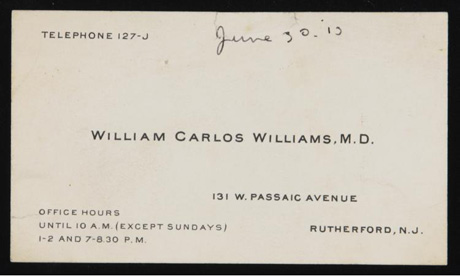 TELEPHONE 127-J
June 30. '13
WILLIAM CARLOS WILLIAMS, M.D.
131 W. PASSAIC AVENUE
RUTHERFORD, N.J.
OFFICE HOURS
UNTIL 10 A.M. (EXCEPT SUNDAYS)
1-2 AND 7-8.30 P.M.